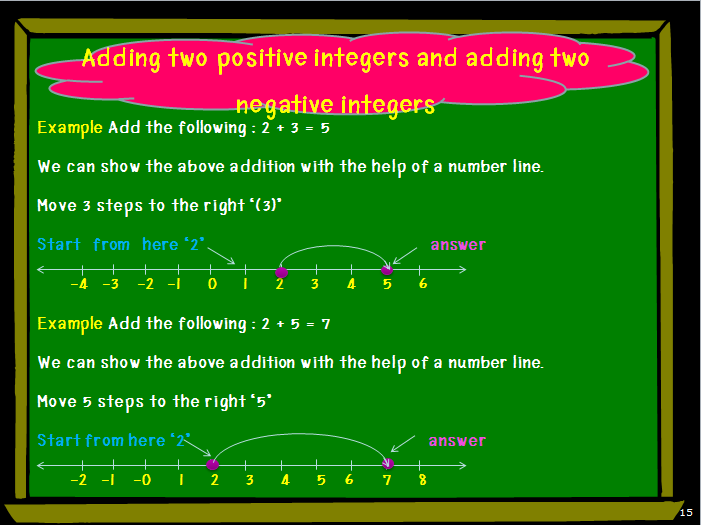 Adding two positive integers and adding two
negative integers
Example Add the following : 2 + 3 = 5
We can show the above addition with the help of a number line.
Move 3 steps to the right ‘(3)’
Start from here ‘2’ answer
-4 -3 -2 -1 0 1 2 3 4 5 6
Example Add the following : 2 + 5 = 7
We can show the above addition with the help of a number line.
Move 5 steps to the right ‘5’
Start from here ‘2’ answer
-2 -1 -0 1 2 3 4 5 6 7 8
15